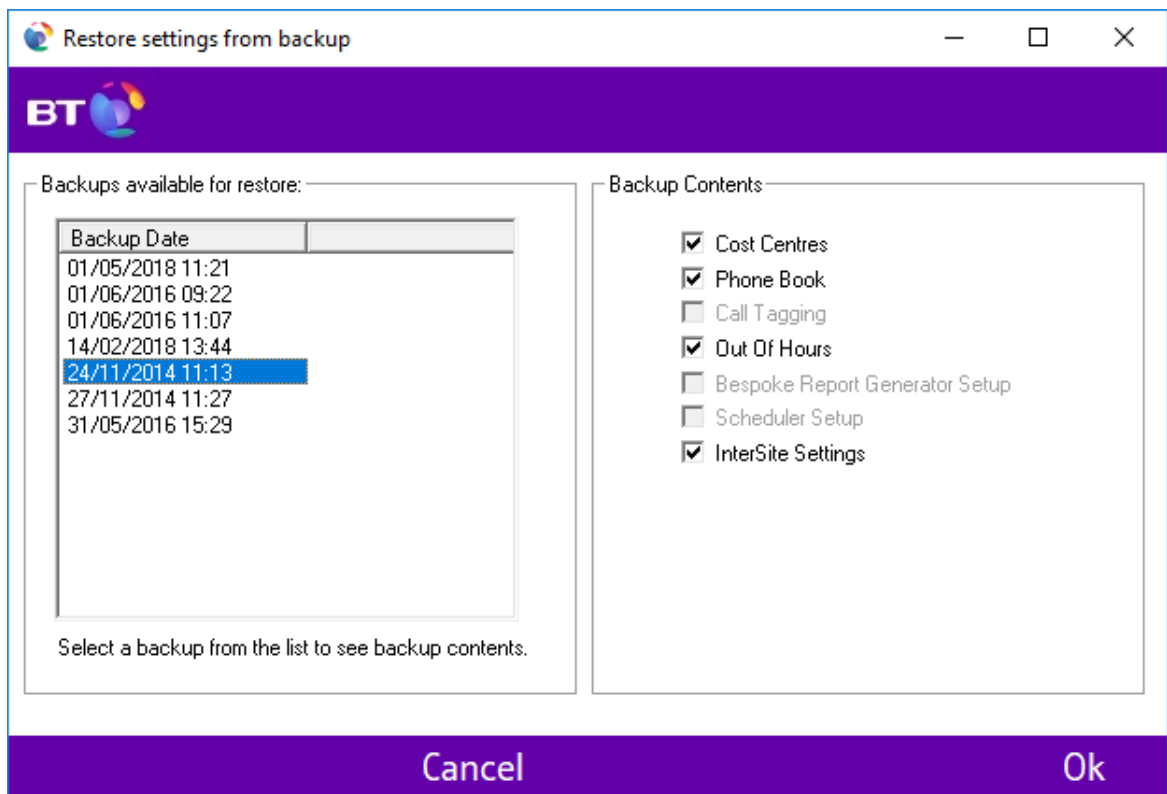 Restore settings from backup
BT
Backups available for restore:
Backup Date
01/05/2018 11:21
01/06/2016 09:22
01/06/2016 11:07
14/02/2018 13:44
24/11/2014 11:13
27/11/2014 11:27
31/05/2016 15:29
Select a backup from the list to see backup contents.
Backup Contents
Cost Centres
Phone Book
Call Tagging
Out Of Hours
Bespoke Report Generator Setup
Scheduler Setup
InterSite Settings
Cancel
Ok